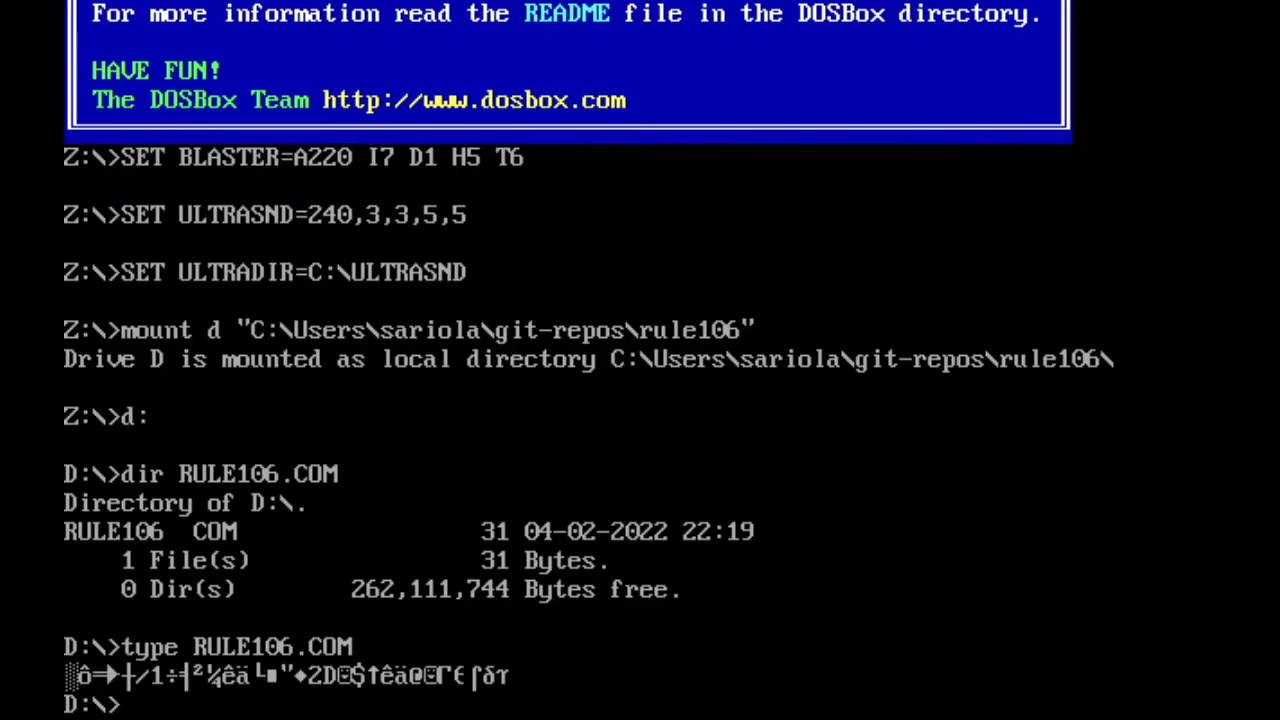 For more information read the README file in the DOSBox directory.
HAVE FUN!
The DOSBox Team http://www.dosbox.com
Z:\>SET BLASTER=A220 I7 D1 H5 T6
Z:\>SET ULTRASND=240,3,3,5,5
Z:\>SET ULTRADIR=C:\ULTRASND
Z:\>mount d "C:\Users\sariola\git-repos\rule106"
Drive D is mounted as local directory C:\Users\sariola\git-repos\rule106\
Z:\>d:
D:\>dir RULE106.COM
Directory of D:\.
RULE106  COM                 31 04-02-2022 22:19
    1 File(s)                31 Bytes.
    0 Dir(s)        262,111,744 Bytes free.
D:\>type RULE106.COM
D:\>